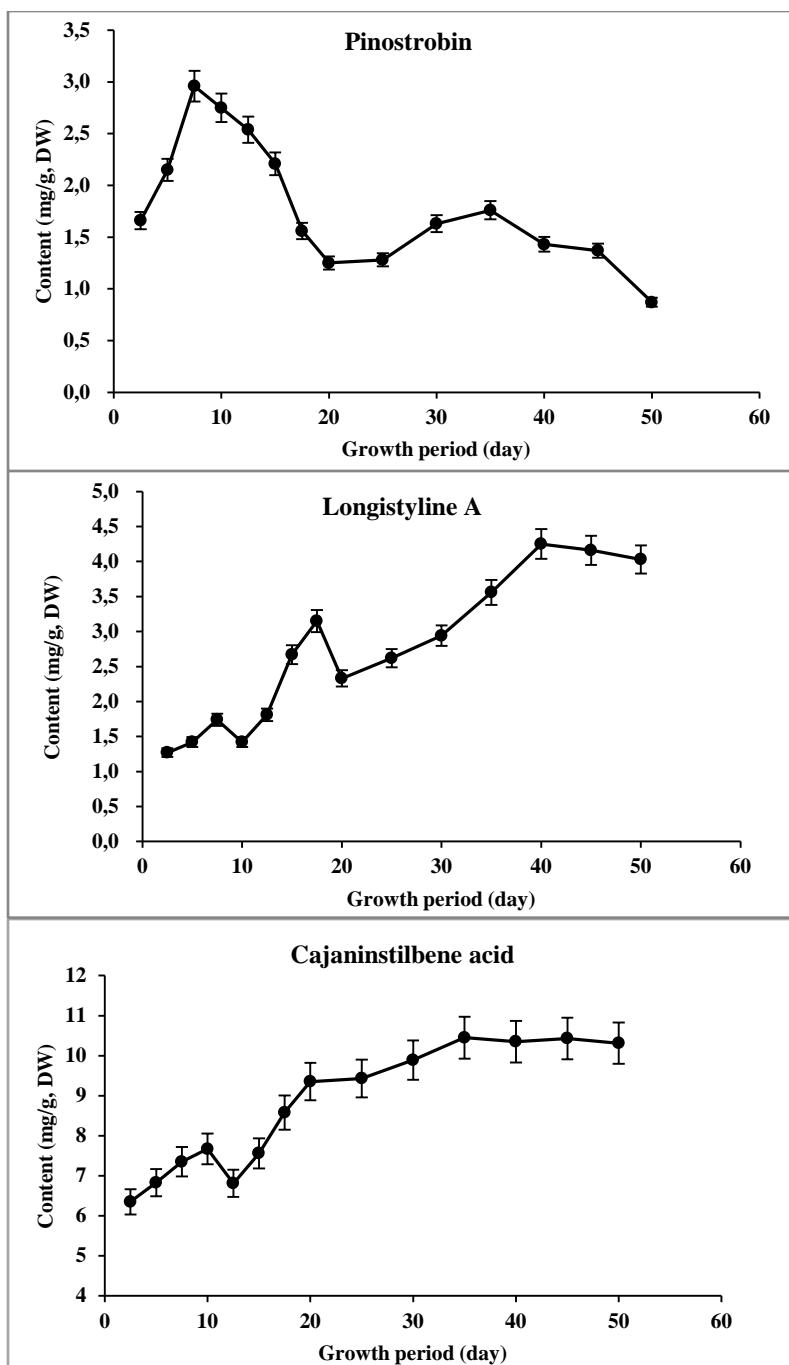 Pinostrobin
3,5
3,0
2,5
2,0
1,5
1,0
0,5
0,0
Content (mg/g, DW)
0 10 20 30 40 50 60
Growth period (day)
Longistyline A
5,0
4,5
4,0
3,5
3,0
2,5
2,0
1,5
1,0
0,5
0,0
Content (mg/g, DW)
0 10 20 30 40 50 60
Growth period (day)
Cajaninstilbene acid
12
11
10
9
8
7
6
5
4
Content (mg/g, DW)
0 10 20 30 40 50 60
Growth period (day)